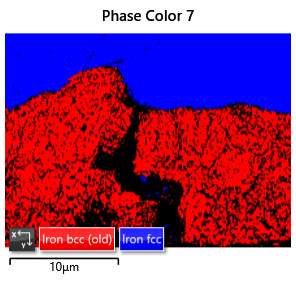 Phase Color 7
X
Y
Iron bcc (old) Iron fcc
10μm